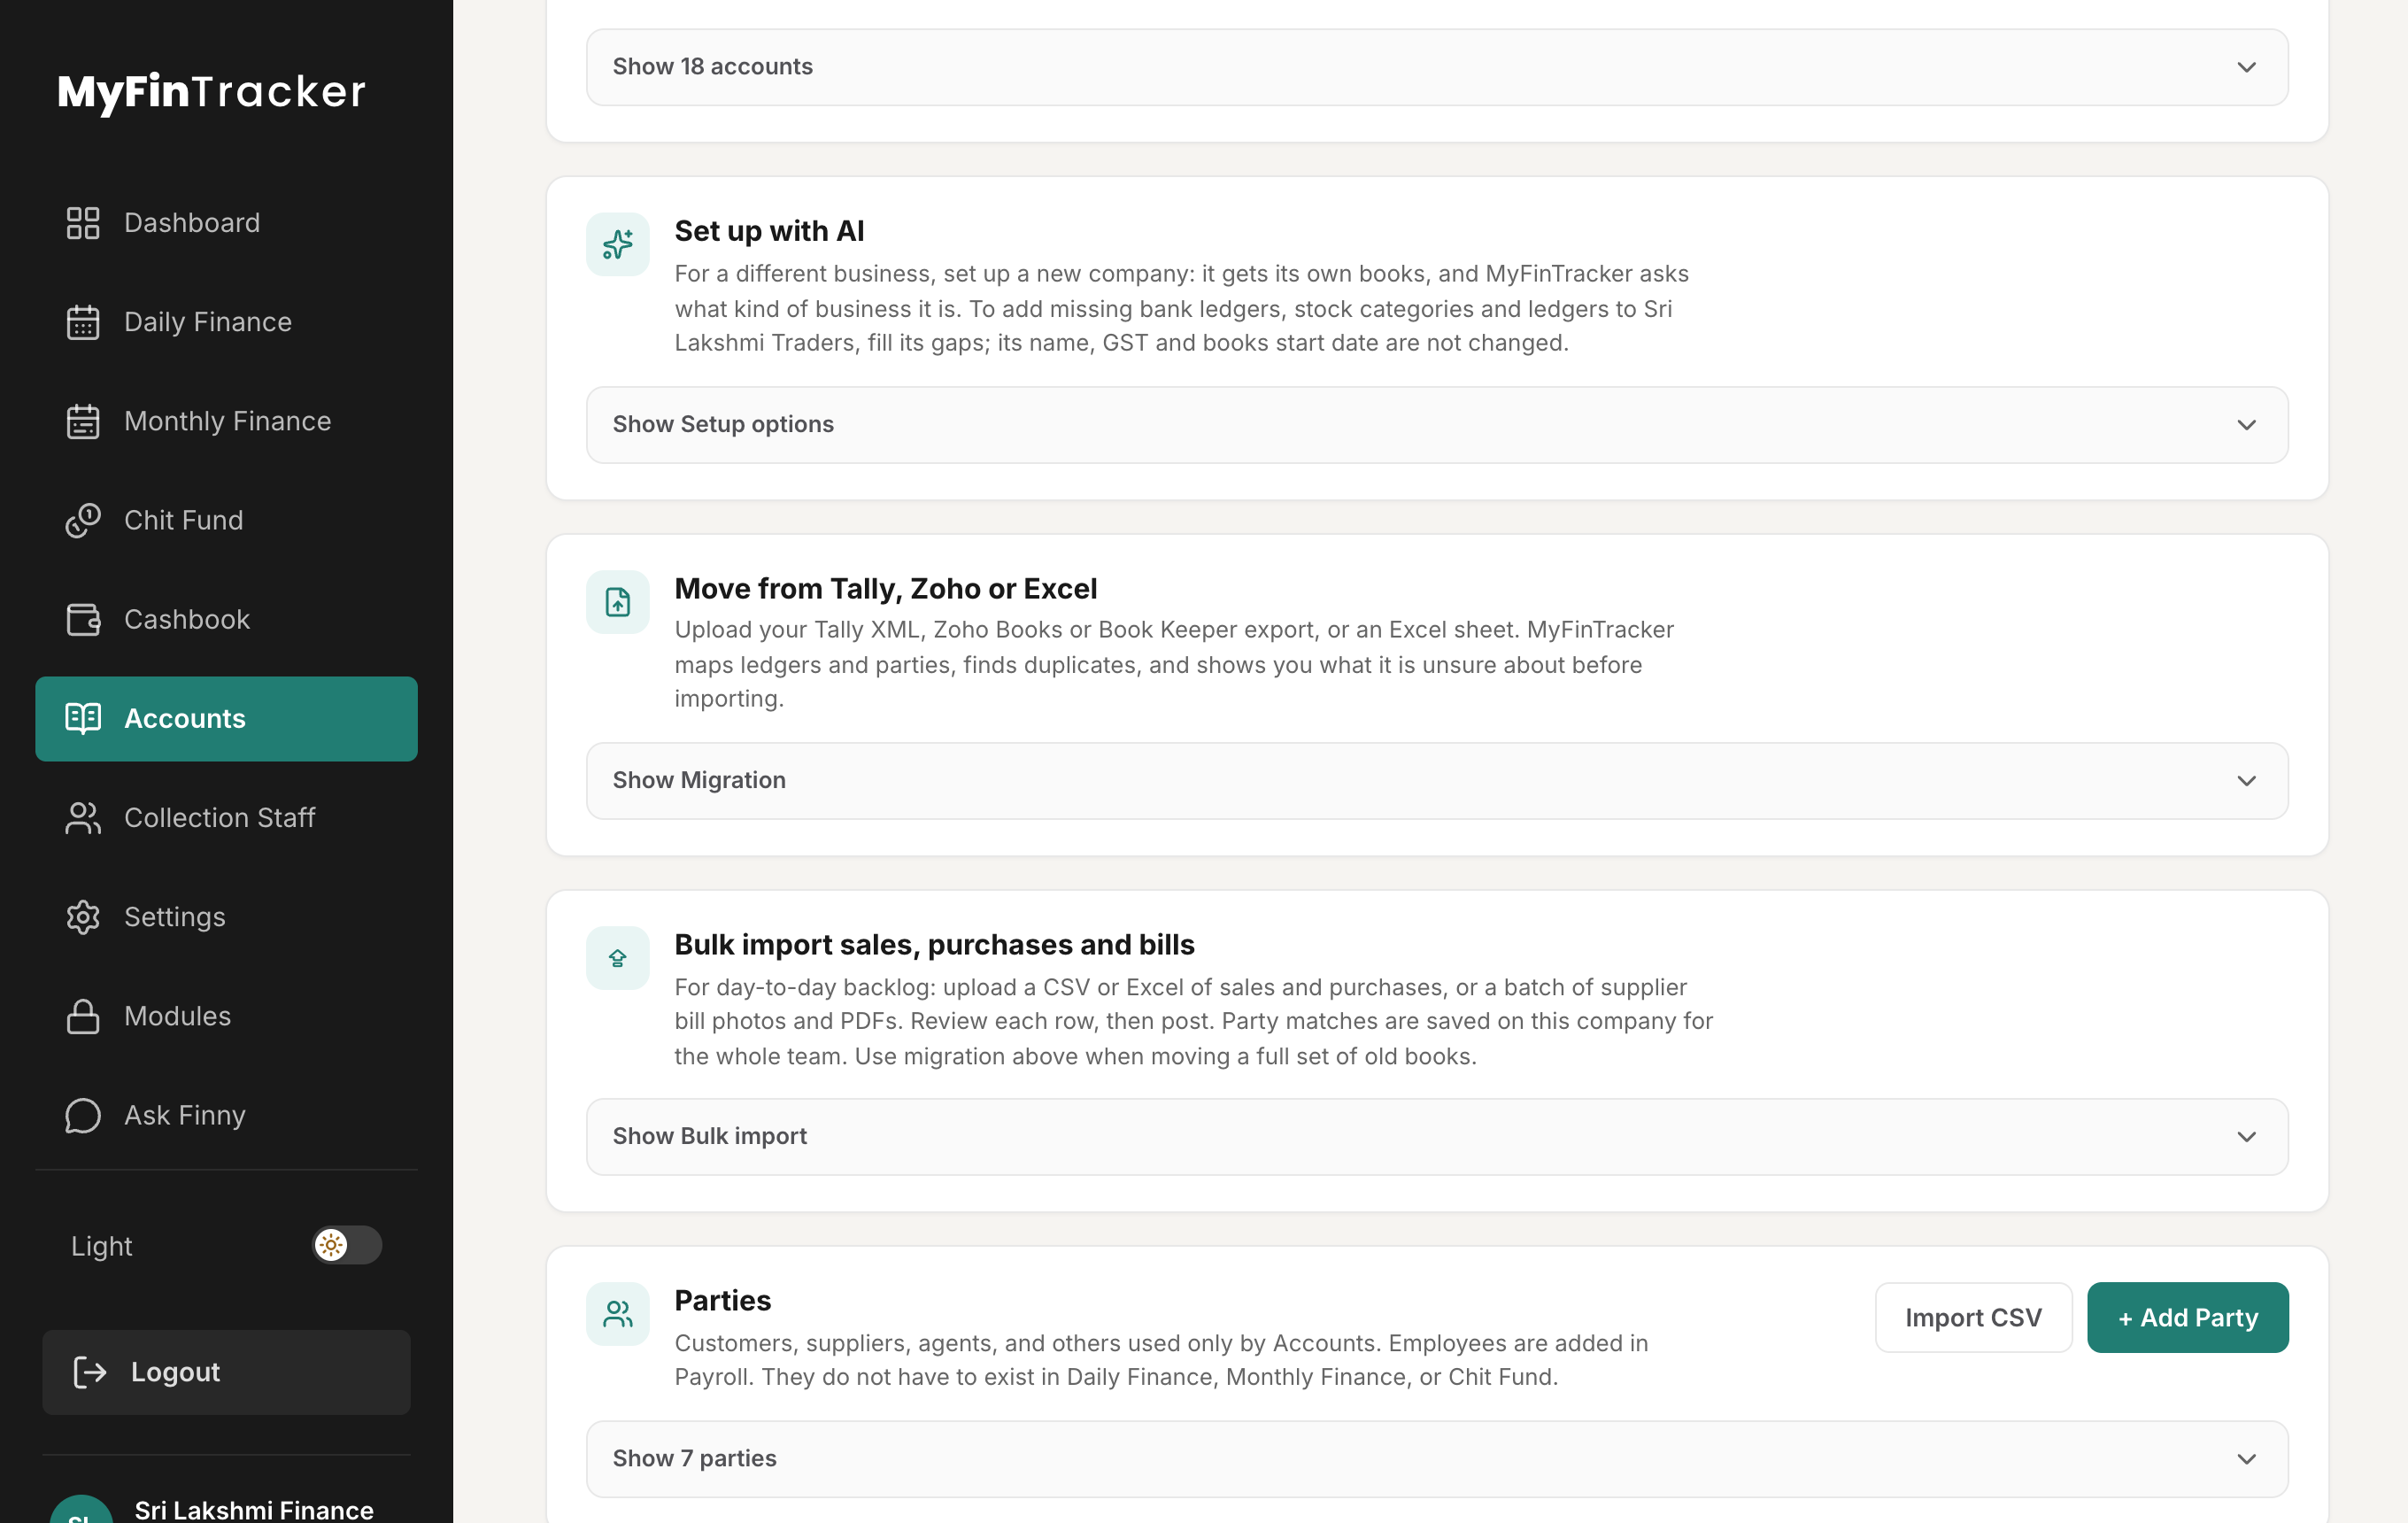 MyFinTracker
Dashboard
Daily Finance
Monthly Finance
Chit Fund
Cashbook
Accounts
Collection Staff
Settings
Modules
Ask Finny
Light
Logout
Sri Lakshmi Finance
Show 18 accounts
Set up with AI
For a different business, set up a new company: it gets its own books, and MyFinTracker asks
what kind of business it is. To add missing bank ledgers, stock categories and ledgers to Sri
Lakshmi Traders, fill its gaps; its name, GST and books start date are not changed.
Show Setup options
Move from Tally, Zoho or Excel
Upload your Tally XML, Zoho Books or Book Keeper export, or an Excel sheet. MyFinTracker
maps ledgers and parties, finds duplicates, and shows you what it is unsure about before
importing.
Show Migration
Bulk import sales, purchases and bills
For day-to-day backlog: upload a CSV or Excel of sales and purchases, or a batch of supplier
bill photos and PDFs. Review each row, then post. Party matches are saved on this company for
the whole team. Use migration above when moving a full set of old books.
Show Bulk import
Parties
Import CSV
+ Add Party
Customers, suppliers, agents, and others used only by Accounts. Employees are added in
Payroll. They do not have to exist in Daily Finance, Monthly Finance, or Chit Fund.
Show 7 parties